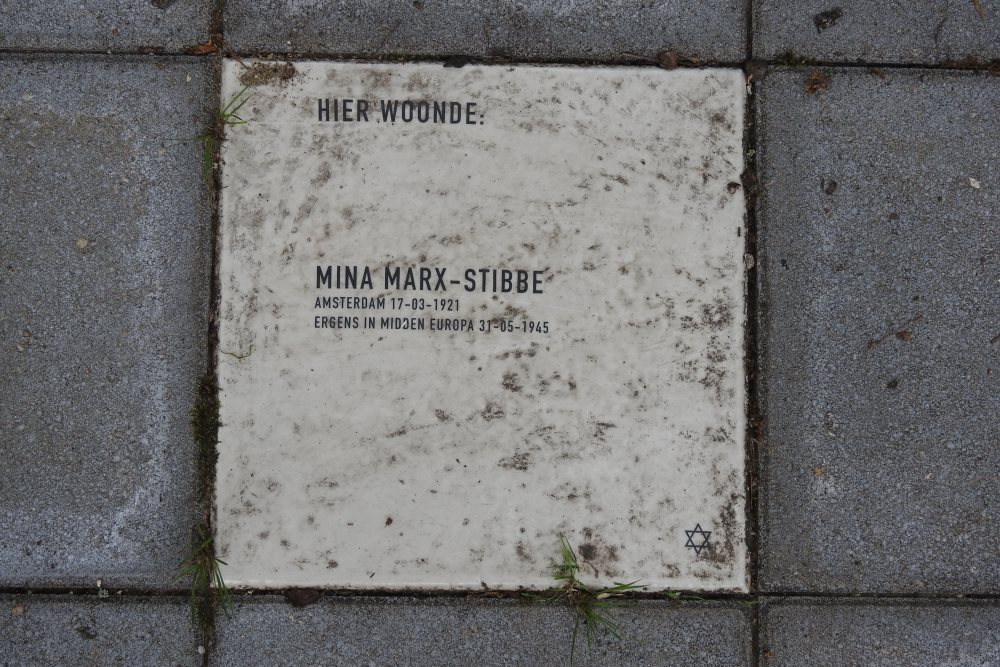 HIER WOONDE:
MINA MARX-STIBBE
AMSTERDAM 17-03-1921
ERGENS IN MIDDEN EUROPA 31-05-1945